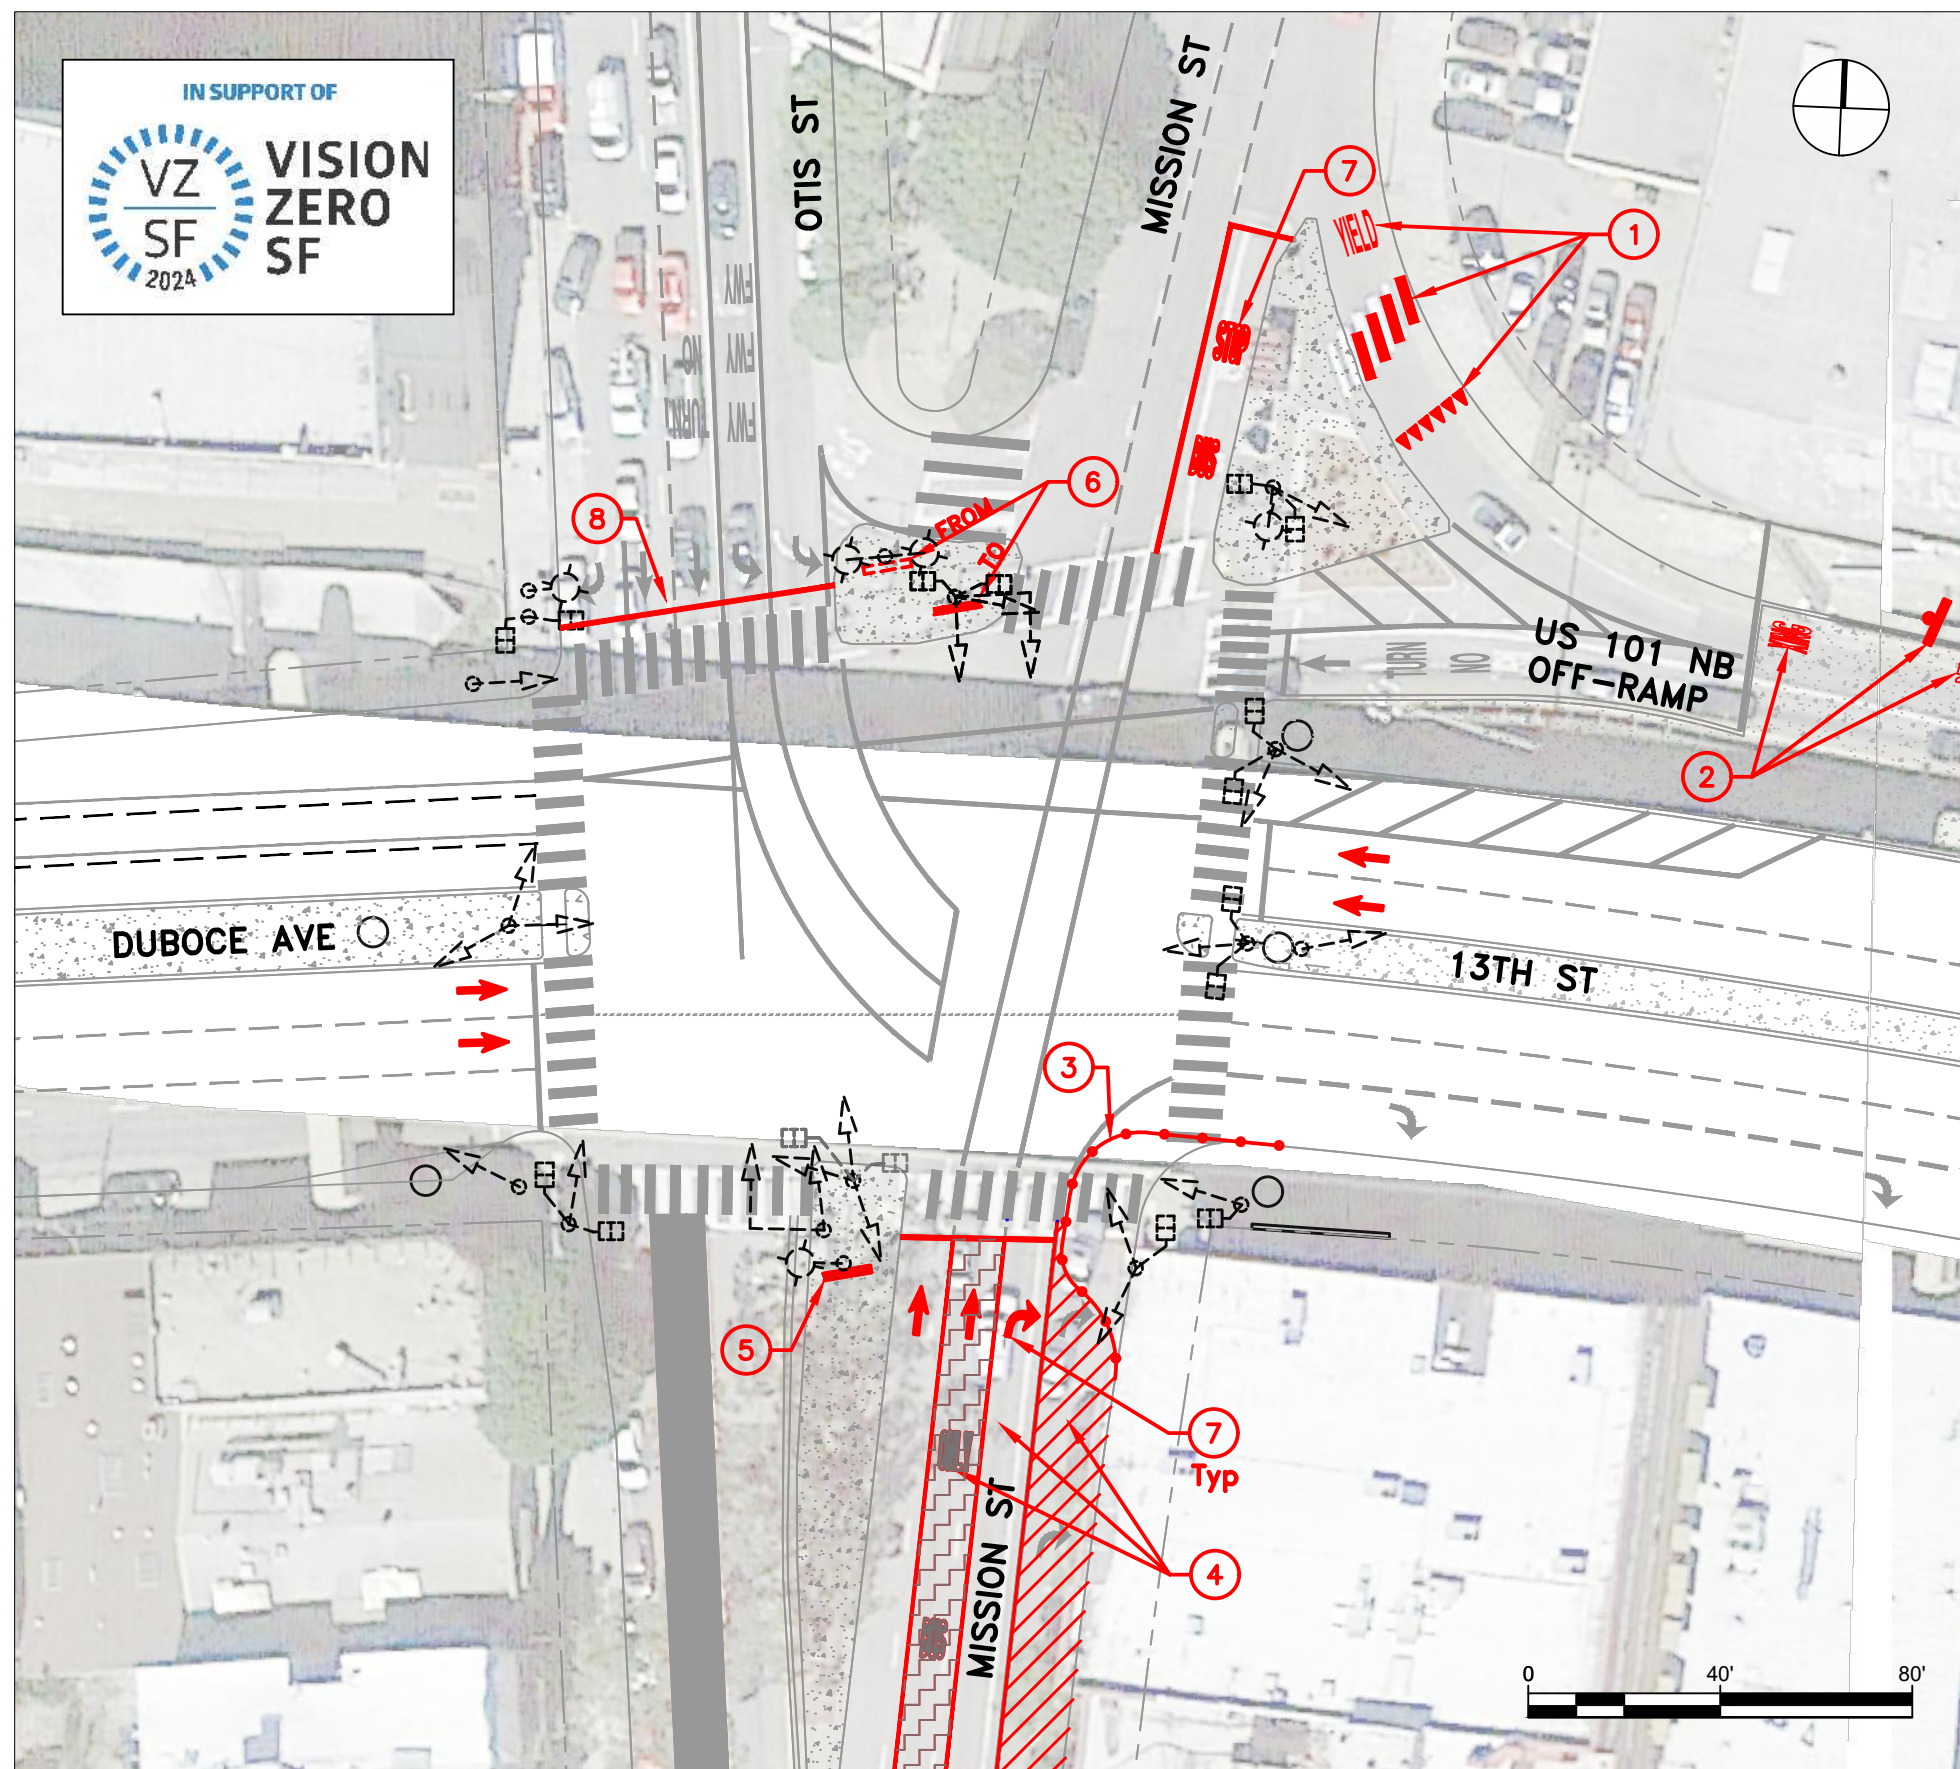 IN SUPPORT OF
VZ
SF
2024
VISION
ZERO
SF
OTIS ST
MISSION ST
7
1
YIELD
STOP
BUS
FWY
FWY
FWY
NO
TURN
6
FROM
TO
8
US 101 NB
OFF-RAMP
TURN
NO
2
DUBOCE AVE
13TH ST
3
5
7
Typ
4
MISSION ST
0 40' 80'